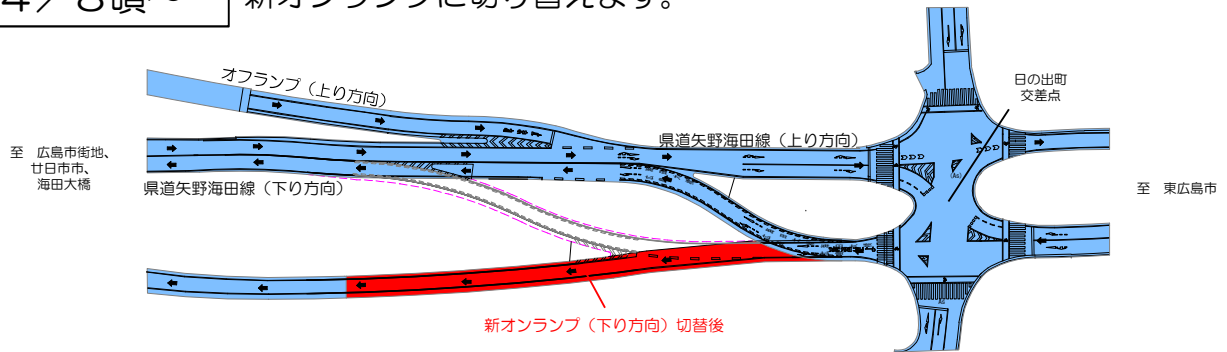 4/8頃～
新オンランプに切り替えます。
オフランプ（上り方向）
日の出町
交差点
県道矢野海田線（上り方向）
至 広島市街地、
廿日市市、
海田大橋
県道矢野海田線（下り方向）
至 東広島市
新オンランプ（下り方向）切替後